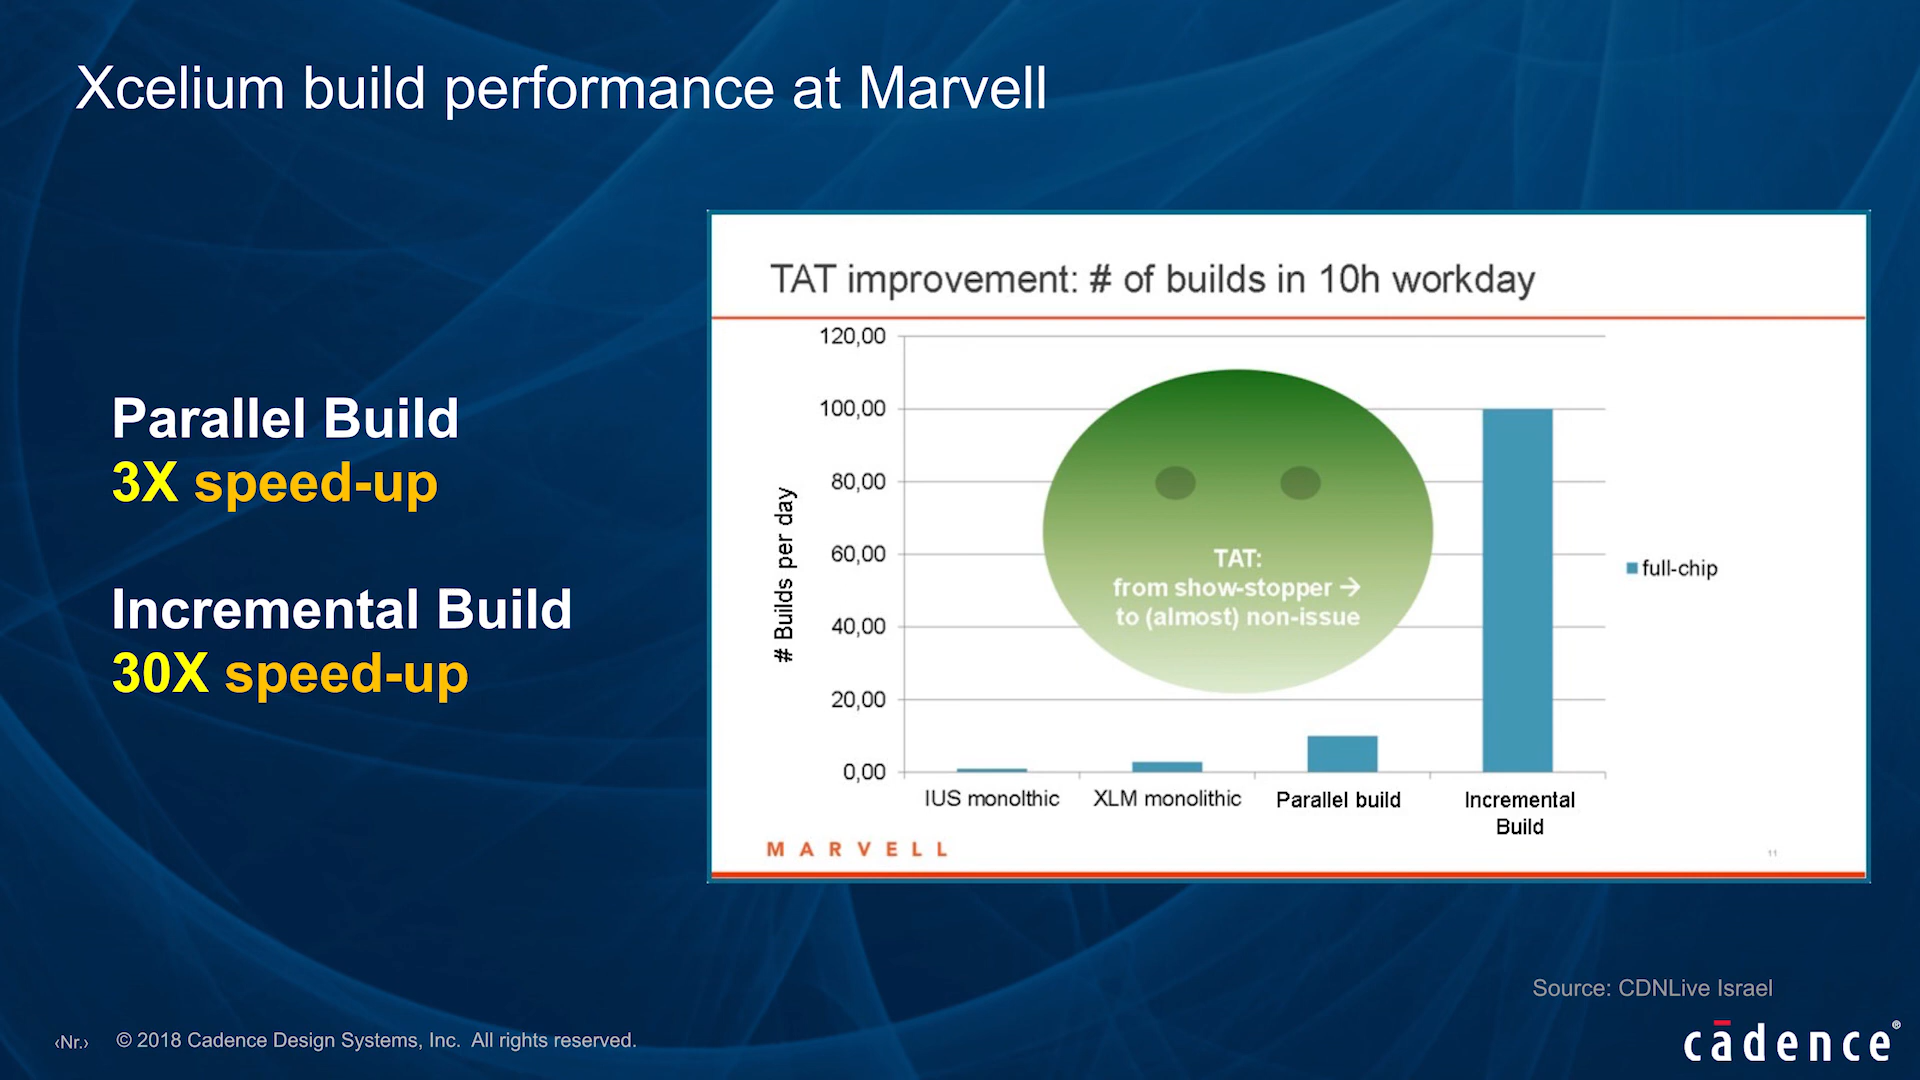 Xcelium build performance at Marvell
Parallel Build
3X speed-up
Incremental Build
30X speed-up
TAT improvement: # of builds in 10h workday
120,00
100,00
80,00
60,00
40,00
20,00
0,00
# Builds per day
TAT:
from show-stopper →
to (almost) non-issue
full-chip
IUS monolthic
XLM monolithic
Parallel build
Incremental
Build
MARVELL
11
Source: CDNLive Israel
‹Nr.›
© 2018 Cadence Design Systems, Inc. All rights reserved.
cādence®